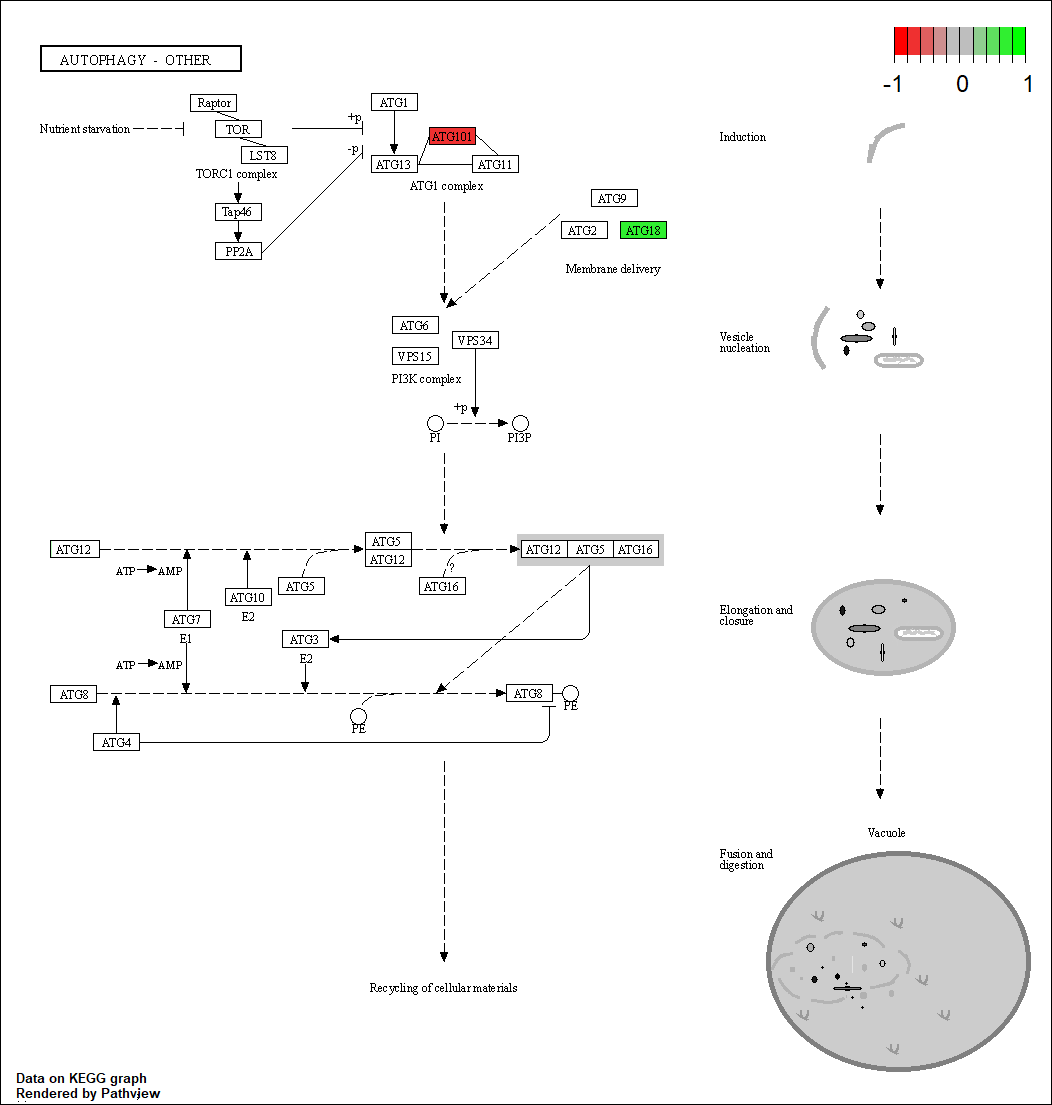 AUTOPHAGY - OTHER
-1 0 1
Raptor
TOR
LST8
TORC1 complex
Nutrient starvation
Tap46
PP2A
+p
-p
ATG1
ATG101
ATG13
ATG11
ATG1 complex
Induction
ATG9
ATG2
ATG18
Membrane delivery
ATG6
VPS34
VPS15
PI3K complex
Vesicle
nucleation
+p
PI
PI3P
ATG12
ATG5
ATG12
ATG12 ATG5 ATG16
ATP
AMP
ATG5
ATG16
?
ATG10
E2
ATG7
E1
ATG3
E2
Elongation and
closure
ATP
AMP
ATG8
ATG8
PE
PE
ATG4
Vacuole
Fusion and
digestion
Recycling of cellular materials
Data on KEGG graph
Rendered by Pathview